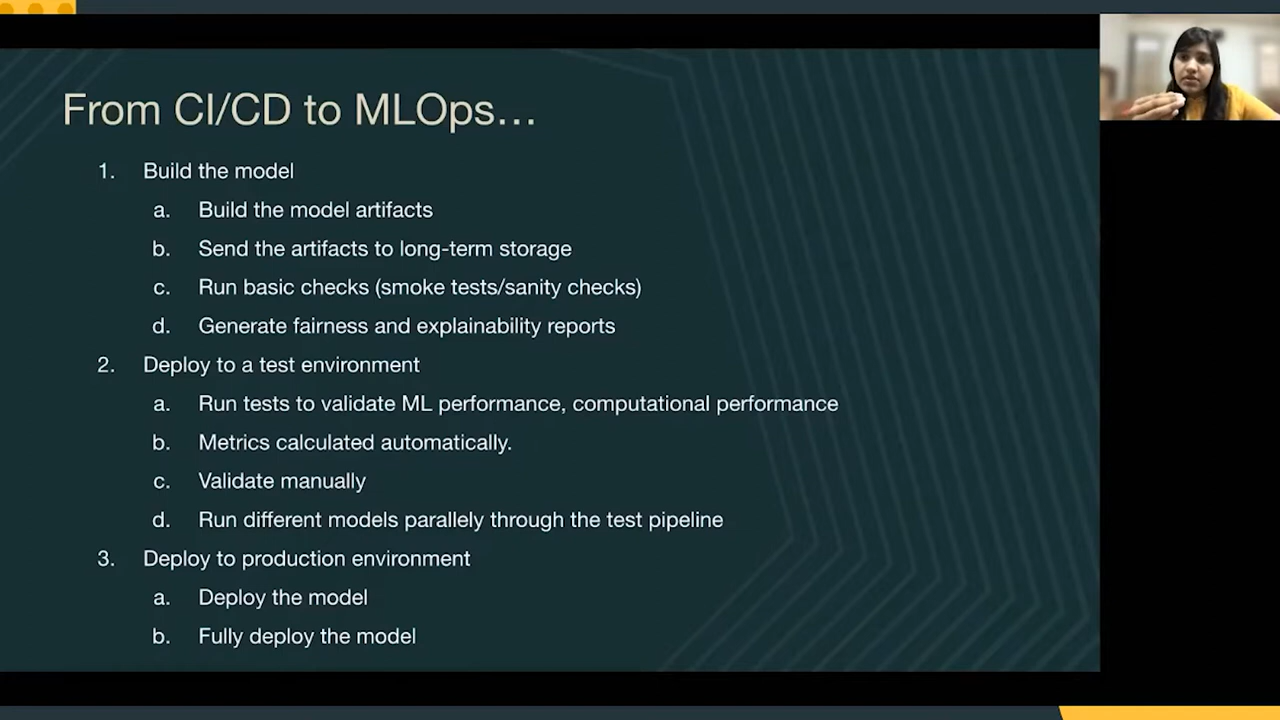 From CI/CD to MLOps...
1. Build the model
a. Build the model artifacts
b. Send the artifacts to long-term storage
c. Run basic checks (smoke tests/sanity checks)
d. Generate fairness and explainability reports
2. Deploy to a test environment
a. Run tests to validate ML performance, computational performance
b. Metrics calculated automatically.
c. Validate manually
d. Run different models parallely through the test pipeline
3. Deploy to production environment
a. Deploy the model
b. Fully deploy the model